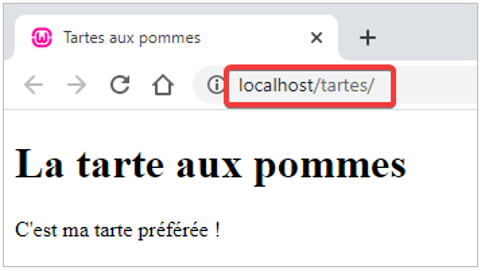 Tartes aux pommes
localhost/tartes/
La tarte aux pommes
C'est ma tarte préférée !